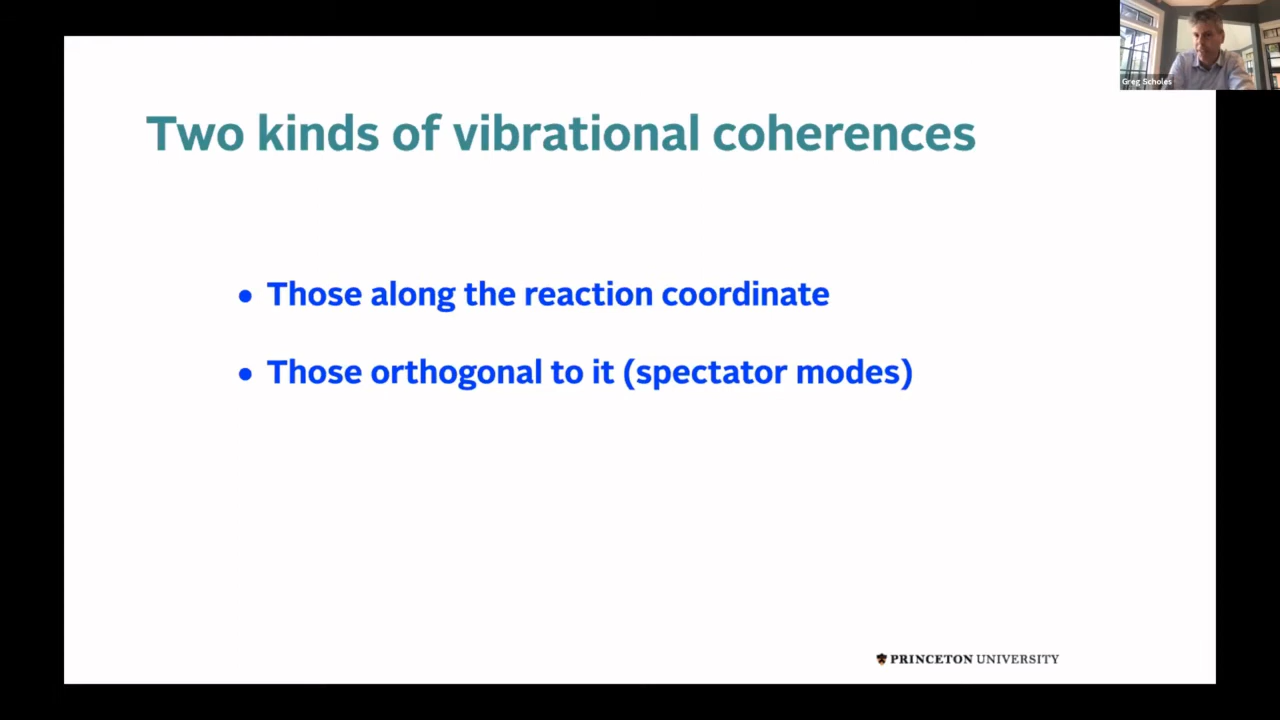 Greg Scholes
Two kinds of vibrational coherences
• Those along the reaction coordinate
• Those orthogonal to it (spectator modes)
PRINCETON UNIVERSITY